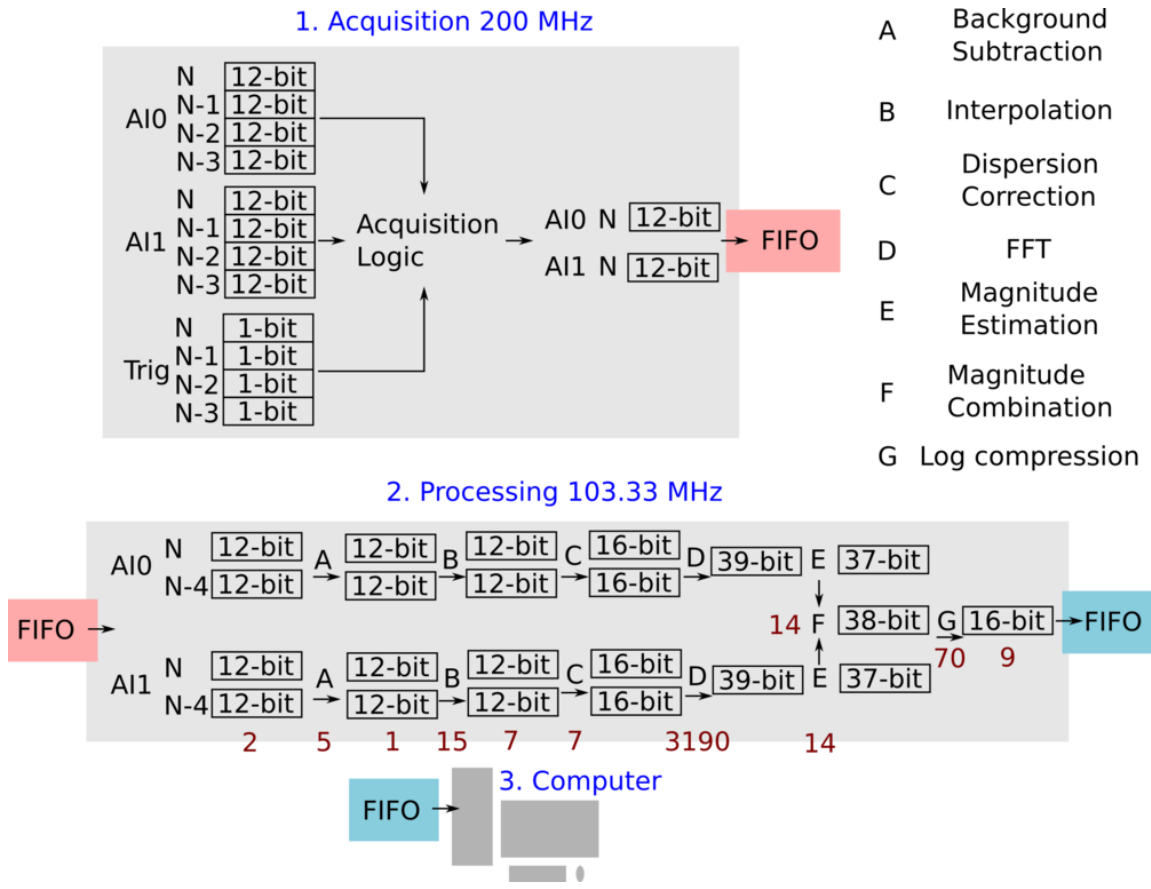 1. Acquisition 200 MHz
AI0
N 12-bit
N-1 12-bit
N-2 12-bit
N-3 12-bit
AI1
N 12-bit
N-1 12-bit
N-2 12-bit
N-3 12-bit
Trig
N 1-bit
N-1 1-bit
N-2 1-bit
N-3 1-bit
Acquisition
Logic
AI0 N 12-bit
AI1 N 12-bit
FIFO
A Background
Subtraction
B Interpolation
C Dispersion
Correction
D FFT
E Magnitude
Estimation
F Magnitude
Combination
G Log compression
2. Processing 103.33 MHz
FIFO
AI0
N 12-bit A 12-bit B 12-bit C 16-bit D 39-bit E 37-bit
N-4 12-bit 12-bit 12-bit 16-bit
14 F 38-bit G 16-bit FIFO
70 9
AI1
N 12-bit A 12-bit B 12-bit C 16-bit D 39-bit E 37-bit
N-4 12-bit 12-bit 12-bit 16-bit
2 5 1 15 7 7 3190 14
3. Computer
FIFO